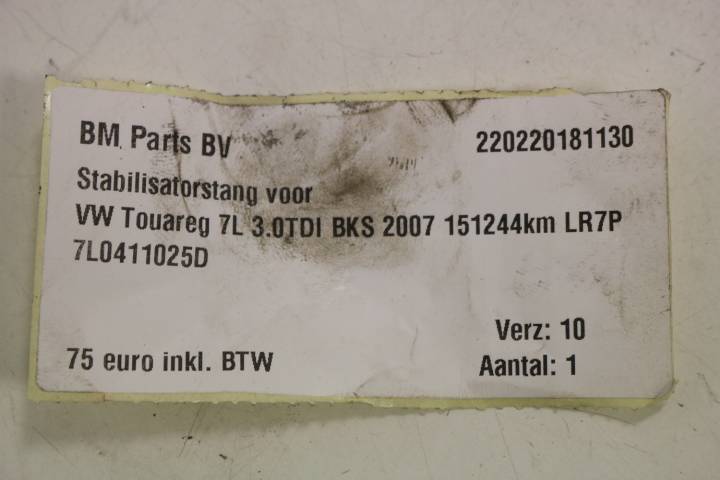 BM Parts BV 220220181130
Stabilisatorstang voor
VW Touareg 7L 3.0TDI BKS 2007 151244km LR7P
7L0411025D
Verz: 10
75 euro inkl. BTW Aantal: 1